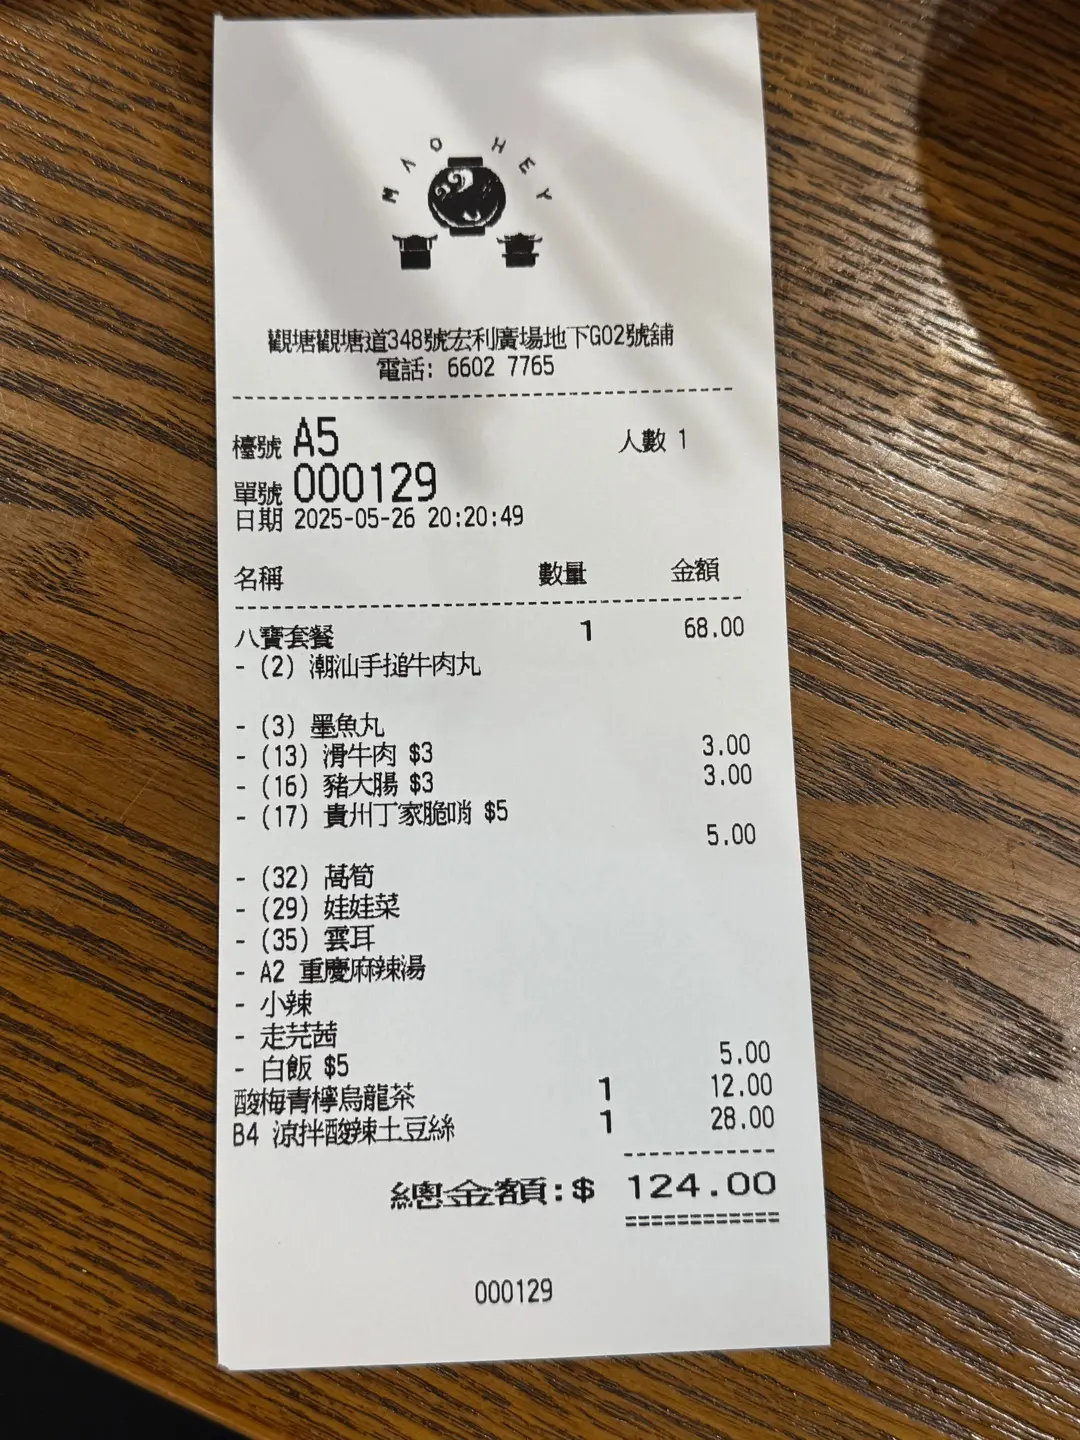 MAO HEY
觀塘觀塘道348號宏利廣場地下G02號舖
電話: 6602 7765
檯號 A5 人數 1
單號 000129
日期 2025-05-26 20:20:49
名稱 數量 金額
八寶套餐 1 68.00
- (2) 潮汕手搥牛肉丸
- (3) 墨魚丸
- (13) 滑牛肉 $3 3.00
- (16) 豬大腸 $3 3.00
- (17) 貴州丁家脆哨 $5 5.00
- (32) 萵筍
- (29) 娃娃菜
- (35) 雲耳
- A2 重慶麻辣湯
- 小辣
- 走芫茜
- 白飯 $5 5.00
酸梅青檸烏龍茶 1 12.00
B4 涼拌酸辣土豆絲 1 28.00
總金額:$ 124.00
000129